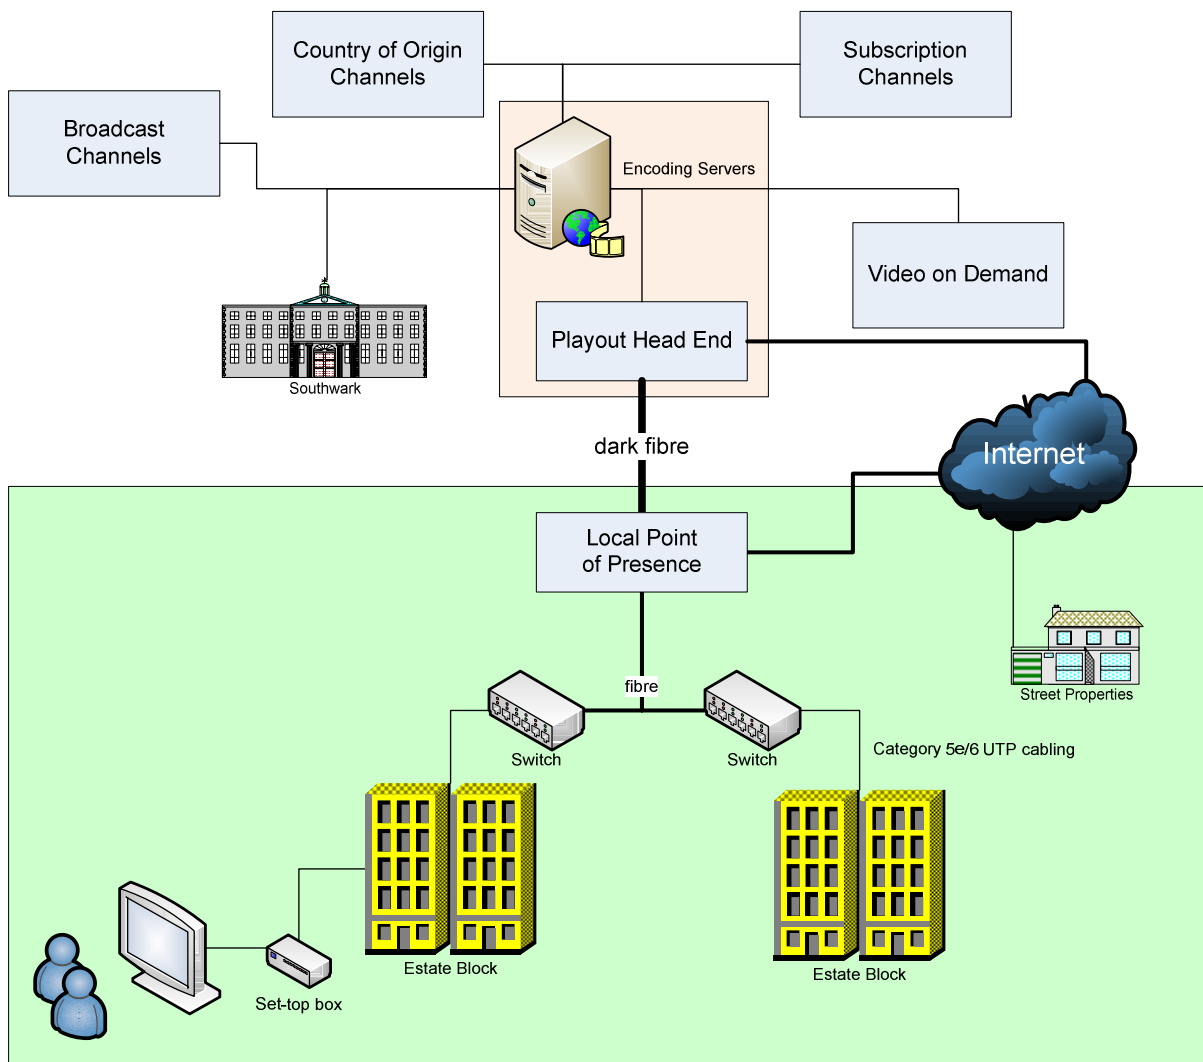 Country of Origin
Channels
Subscription
Channels
Broadcast
Channels
Encoding Servers
Video on Demand
Southwark
Playout Head End
dark fibre
Internet
Local Point
of Presence
fibre
Street Properties
Switch
Switch
Category 5e/6 UTP cabling
Estate Block
Estate Block
Set-top box